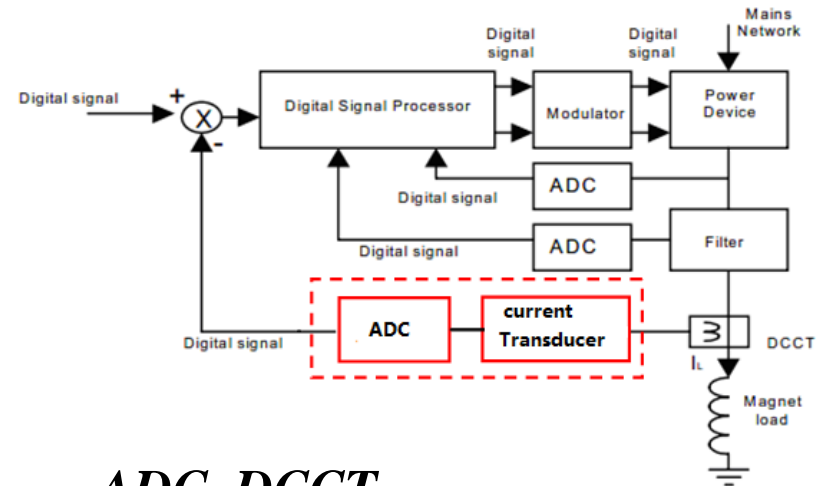 Mains
Network
Digital
signal
Digital
signal
Digital signal
+
X
-
Digital Signal Processor
Modulator
Power
Device
ADC
Digital signal
ADC
Digital signal
Filter
current
Transducer
ADC
Digital signal
DCCT
IL
Magnet
load
ADC, DCCT